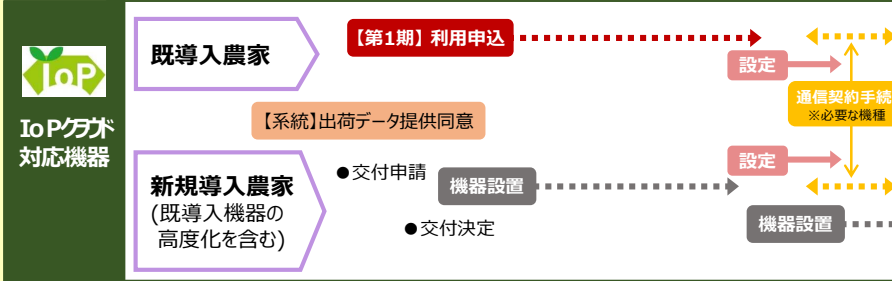 IoP
IoPクラウド
対応機器
既導入農家
【第1期】利用申込
設定
通信契約手続
※必要な機種
【系統】出荷データ提供同意
新規導入農家
(既導入機器の
高度化を含む)
●交付申請
機器設置
●交付決定
設定
機器設置